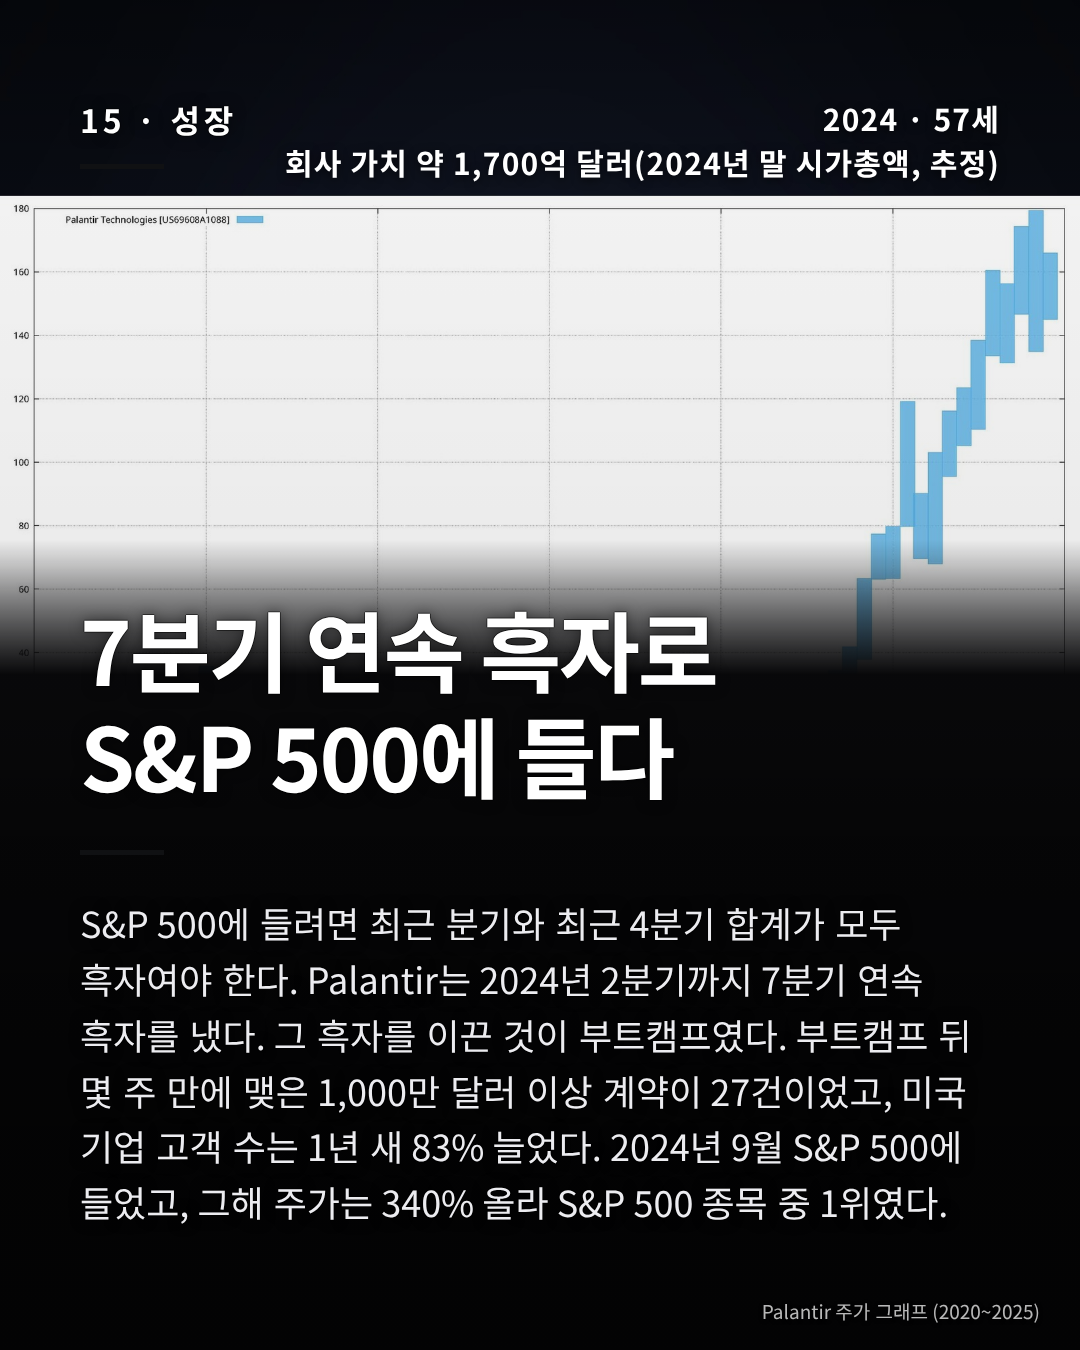 15 · 성장
2024 · 57세
회사 가치 약 1,700억 달러(2024년 말 시가총액, 추정)
180
Palantir Technologies [US69608A1088]
160
140
120
100
80
60
40
7분기 연속 흑자로
S&P 500에 들다
S&P 500에 들려면 최근 분기와 최근 4분기 합계가 모두
흑자여야 한다. Palantir는 2024년 2분기까지 7분기 연속
흑자를 냈다. 그 흑자를 이끈 것이 부트캠프였다. 부트캠프 뒤
몇 주 만에 맺은 1,000만 달러 이상 계약이 27건이었고, 미국
기업 고객 수는 1년 새 83% 늘었다. 2024년 9월 S&P 500에
들었고, 그해 주가는 340% 올라 S&P 500 종목 중 1위였다.
Palantir 주가 그래프 (2020~2025)